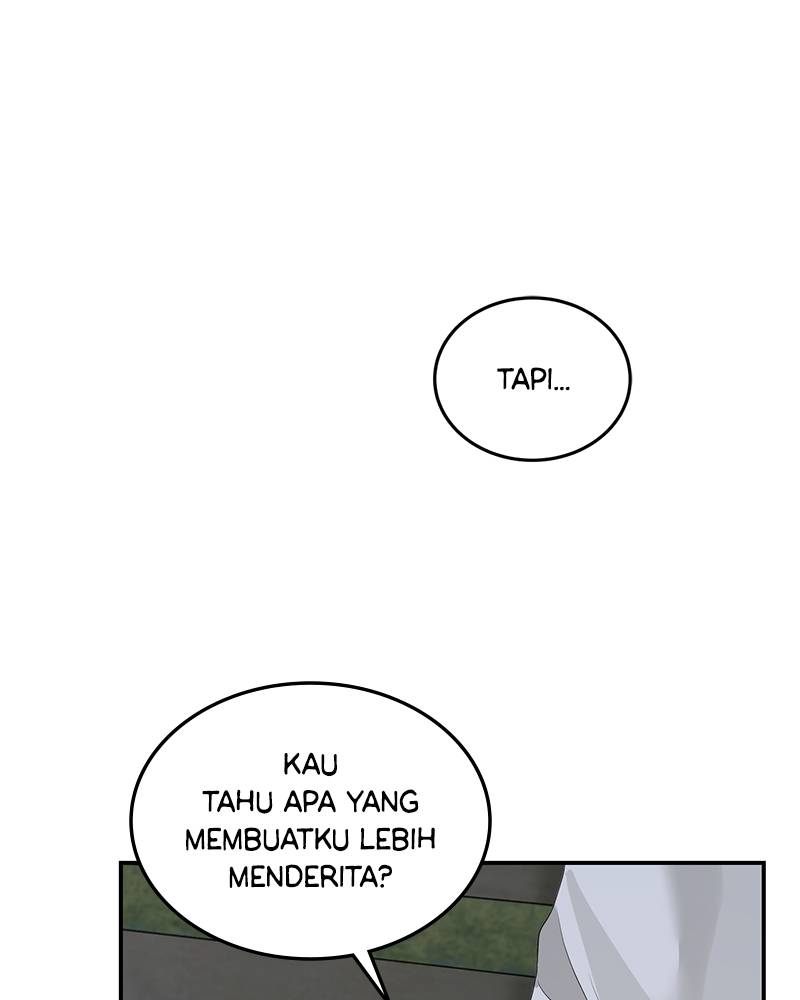 TAPI...
KAU
TAHU APA YANG
MEMBUATKU LEBIH
MENDERITA?